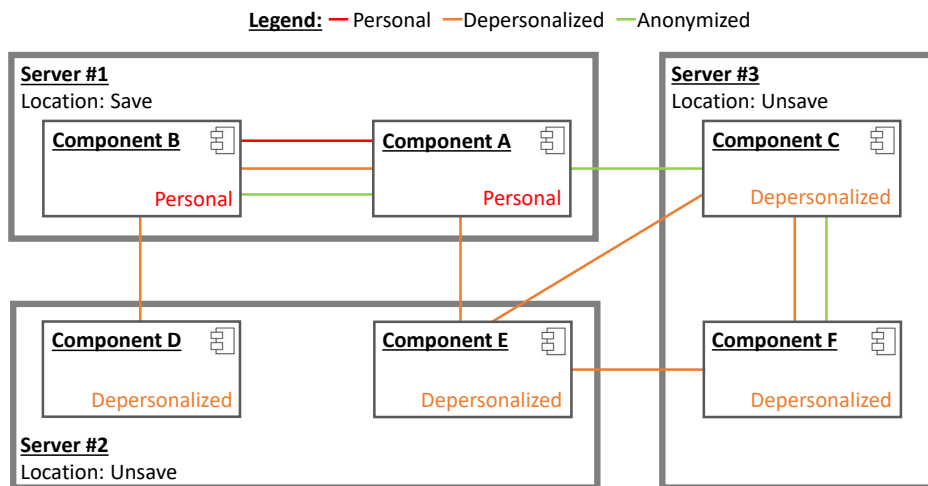 Legend: Personal Depersonalized Anonymized
Server #1
Location: Save
Component B
Personal
Component A
Personal
Server #3
Location: Unsave
Component C
Depersonalized
Component D
Depersonalized
Component E
Depersonalized
Server #2
Location: Unsave
Component F
Depersonalized